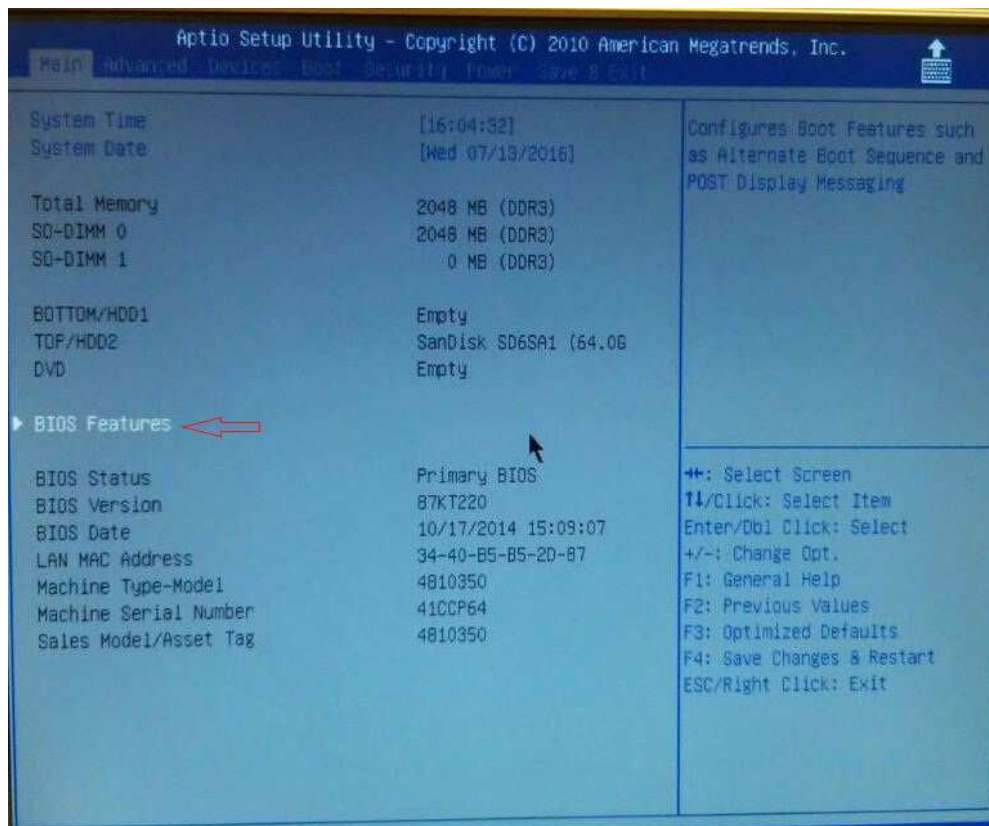 Aptio Setup Utility - Copyright (C) 2010 American Megatrends, Inc.
Main Advanced Devices Boot Security Power Save & Exit
System Time [16:04:32]
System Date [Wed 07/13/2016]
Total Memory 2048 MB (DDR3)
SO-DIMM 0 2048 MB (DDR3)
SO-DIMM 1 0 MB (DDR3)
BOTTOM/HDD1 Empty
TOP/HDD2 SanDisk SD6SA1 (64.0G
DVD Empty
BIOS Features
BIOS Status Primary BIOS
BIOS Version B7KT220
BIOS Date 10/17/2014 15:09:07
LAN MAC Address 34-40-B5-B5-2D-87
Machine Type-Model 4810350
Machine Serial Number 41CCP64
Sales Model/Asset Tag 4810350
Configures Boot Features such
as Alternate Boot Sequence and
POST Display Messaging
→←: Select Screen
↑↓/Click: Select Item
Enter/Dbl Click: Select
+/-: Change Opt.
F1: General Help
F2: Previous Values
F3: Optimized Defaults
F4: Save Changes & Restart
ESC/Right Click: Exit